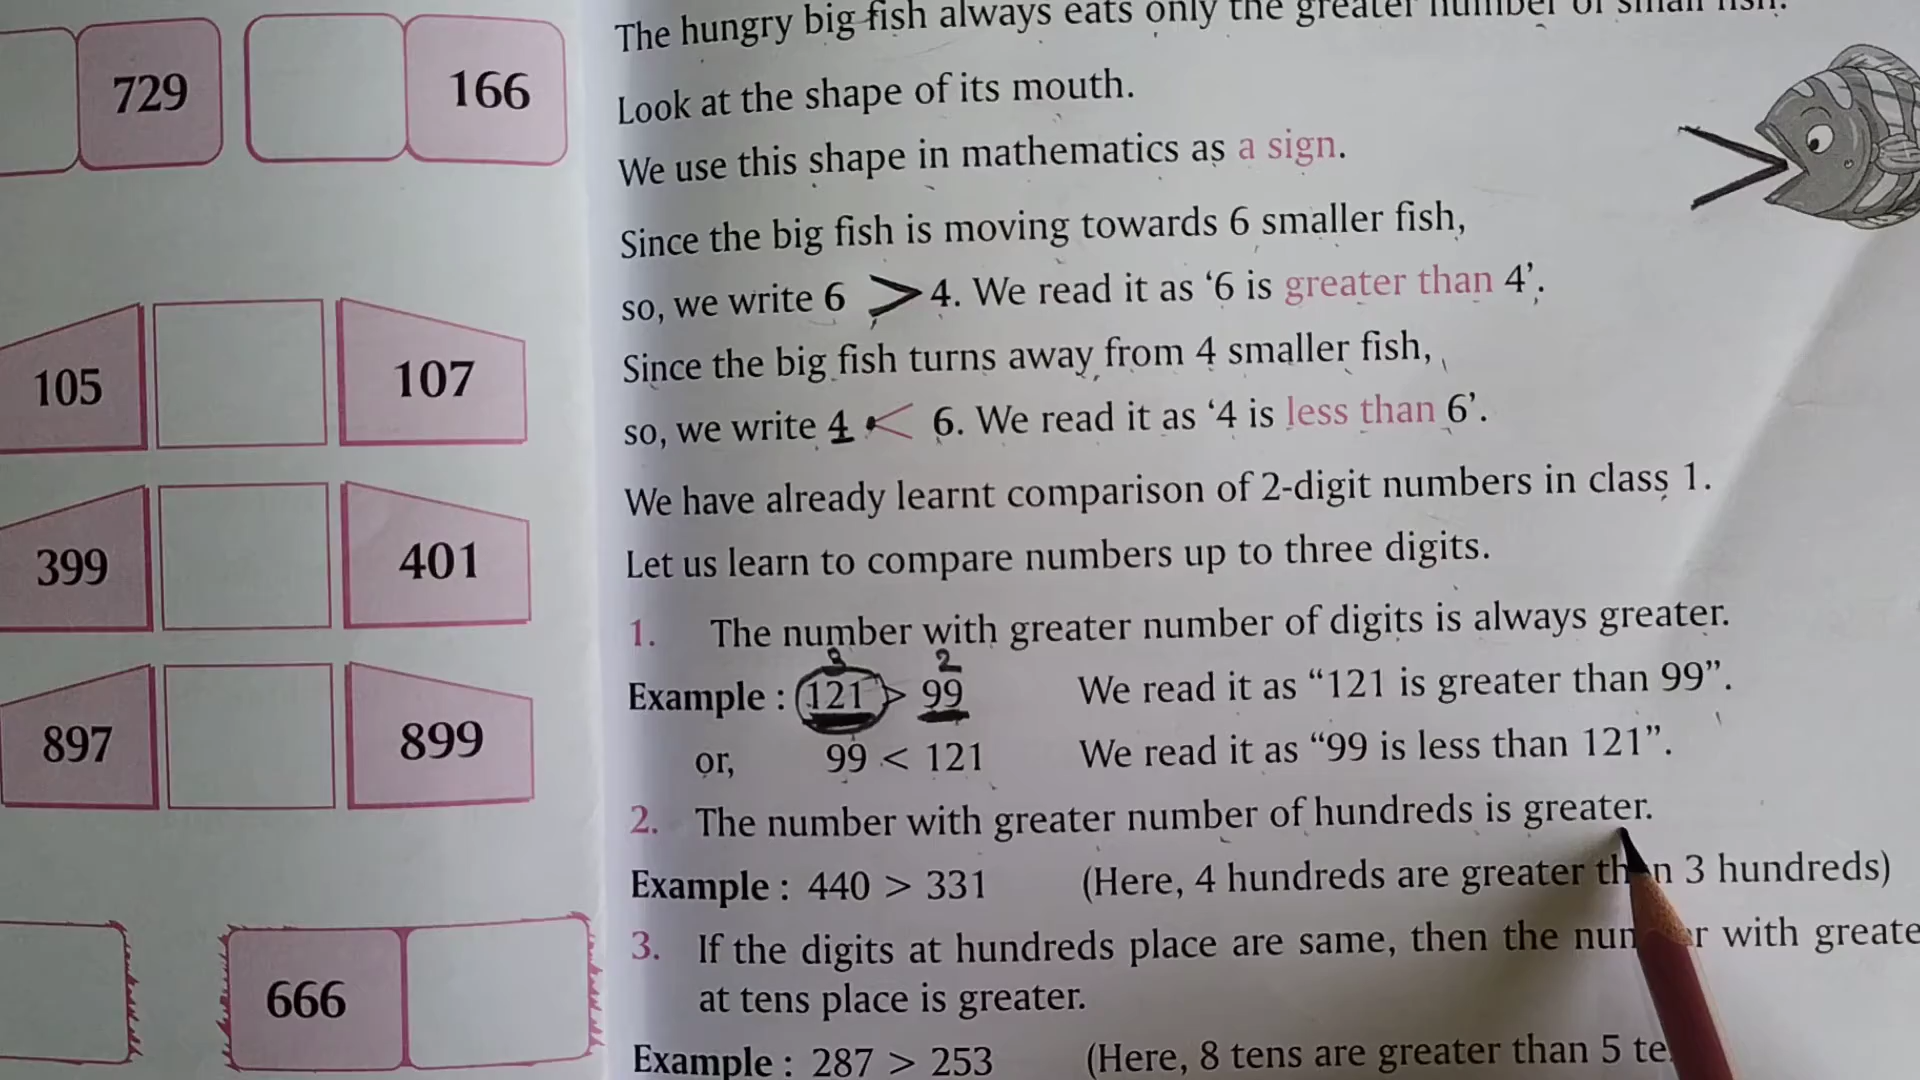 729
166
105
107
399
401
897
899
666
The hungry big fish always eats only the greater number of small fish.
Look at the shape of its mouth.
We use this shape in mathematics as a sign.
Since the big fish is moving towards 6 smaller fish,
so, we write 6 > 4. We read it as ‘6 is greater than 4’.
Since the big fish turns away from 4 smaller fish,
so, we write 4 < 6. We read it as ‘4 is less than 6’.
We have already learnt comparison of 2-digit numbers in class 1.
Let us learn to compare numbers up to three digits.
1. The number with greater number of digits is always greater.
3 2
Example : 121 > 99 We read it as “121 is greater than 99”.
or, 99 < 121 We read it as “99 is less than 121”.
2. The number with greater number of hundreds is greater.
Example : 440 > 331 (Here, 4 hundreds are greater than 3 hundreds)
3. If the digits at hundreds place are same, then the number with greate
at tens place is greater.
Example : 287 > 253 (Here, 8 tens are greater than 5 te